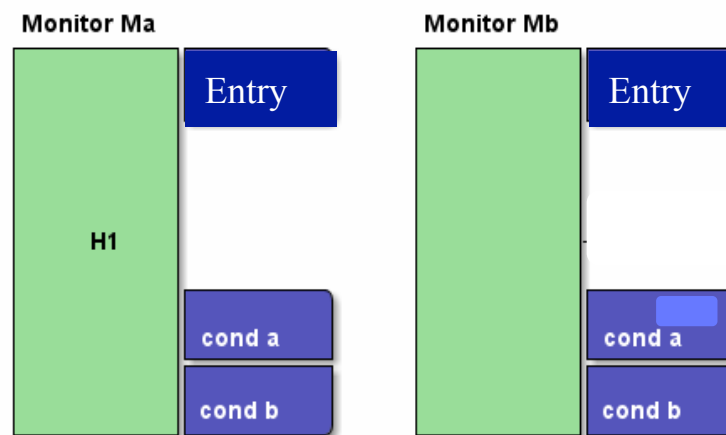 Monitor Ma
Entry
H1
cond a
cond b
Monitor Mb
Entry
cond a
cond b